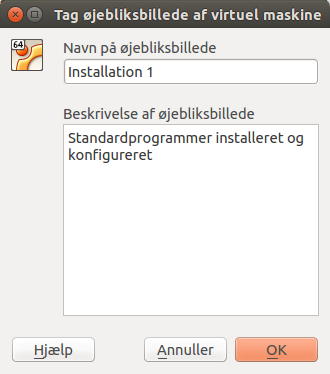 Tag øjebliksbillede af virtuel maskine
64
Navn på øjebliksbillede
Installation 1
Beskrivelse af øjebliksbillede
Standardprogrammer installeret og
konfigureret
Hjælp
Annuller
OK